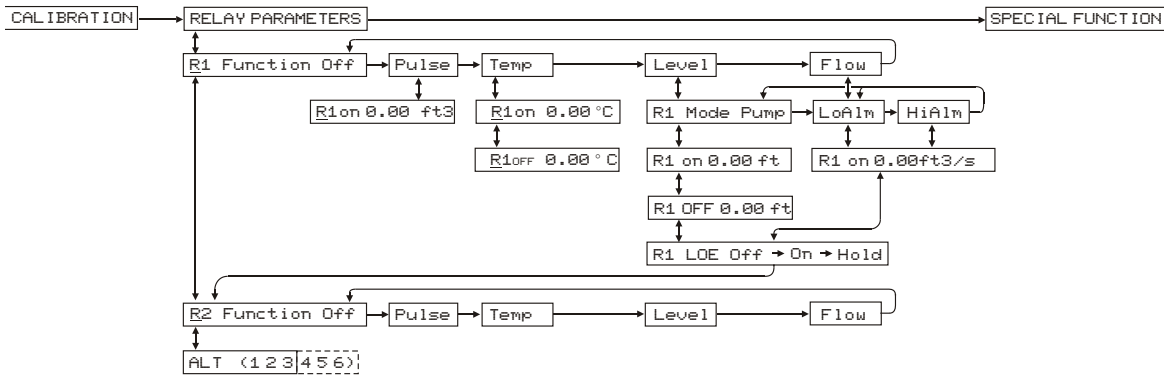 CALIBRATION RELAY PARAMETERS SPECIAL FUNCTION
R1 Function Off Pulse Temp Level Flow
R1on 0.00 ft3 R1on 0.00 °C R1 Mode Pump LoAlm HiAlm
R1OFF 0.00 °C R1 on 0.00 ft R1 on 0.00ft3/s
R1 OFF 0.00 ft
R1 LOE Off → On → Hold
R2 Function Off Pulse Temp Level Flow
ALT (1 2 3 4 5 6)